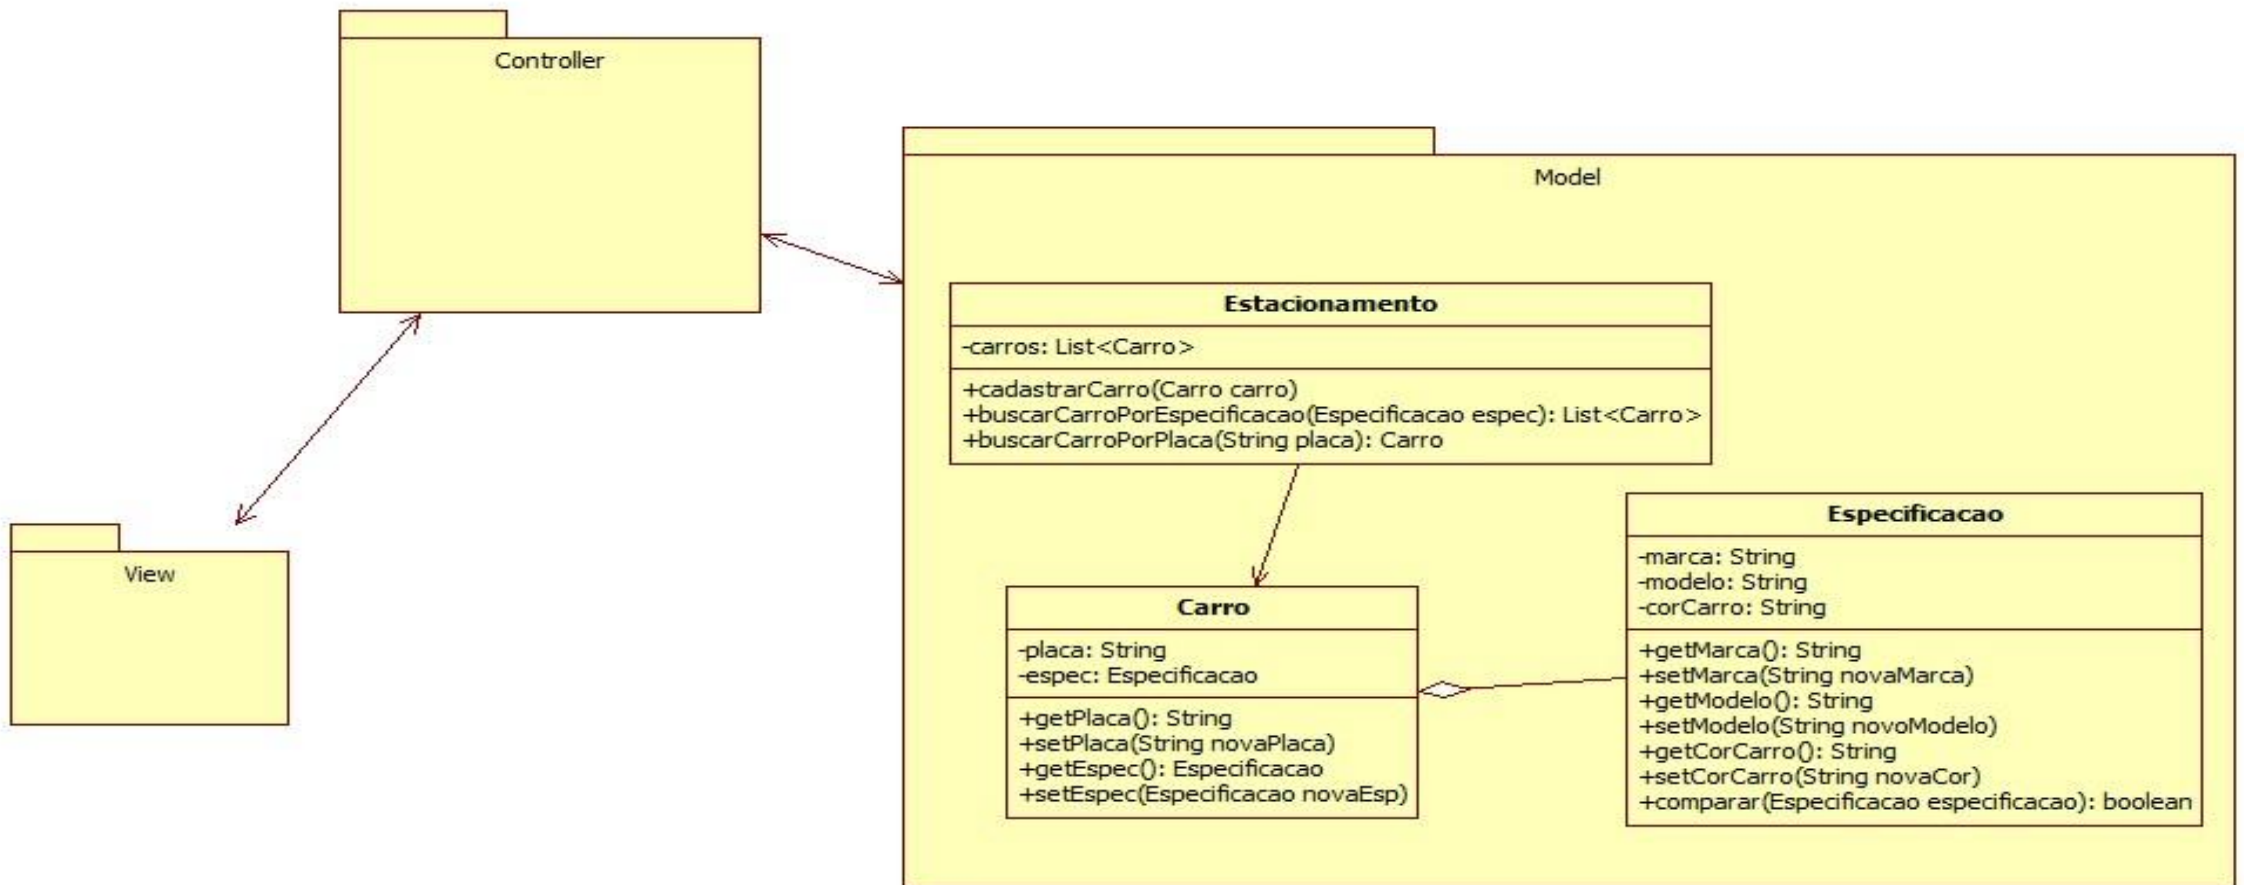 Controller
Model
Estacionamento
-carros: List<Carro>
+cadastrarCarro(Carro carro)
+buscarCarroPorEspecificacao(Especificacao espec): List<Carro>
+buscarCarroPorPlaca(String placa): Carro
View
Carro
-placa: String
-espec: Especificacao
+getPlaca(): String
+setPlaca(String novaPlaca)
+getEspec(): Especificacao
+setEspec(Especificacao novaEsp)
Especificacao
-marca: String
-modelo: String
-corCarro: String
+getMarca(): String
+setMarca(String novaMarca)
+getModelo(): String
+setModelo(String novoModelo)
+getCorCarro(): String
+setCorCarro(String novaCor)
+comparar(Especificacao especificacao): boolean